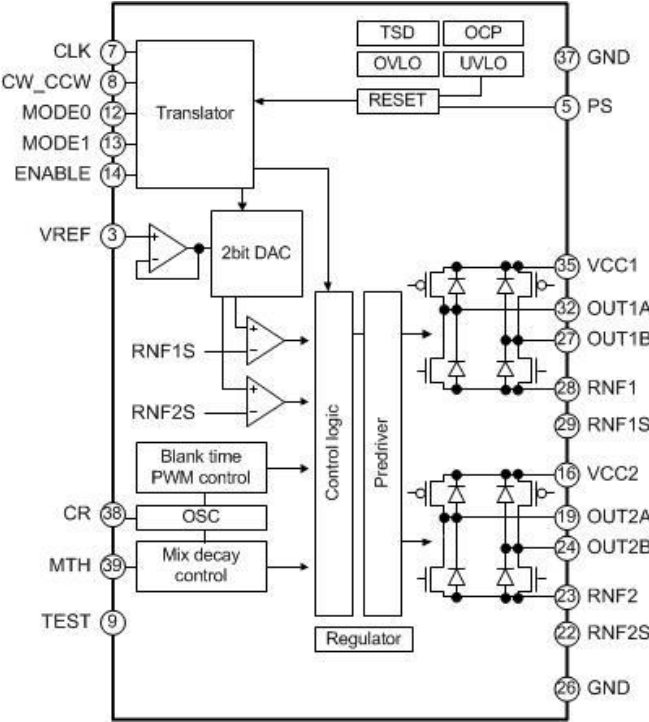 CLK 7
CW_CCW 8
MODE0 12
MODE1 13
ENABLE 14
VREF 3
Translator
TSD OCP
OVLO UVLO
RESET
37 GND
5 PS
2bit DAC
+
-
+
-
RNF1S
+
-
RNF2S
Blank time
PWM control
CR 38
OSC
MTH 39
Mix decay
control
TEST 9
Control logic
Predriver
Regulator
35 VCC1
32 OUT1A
27 OUT1B
28 RNF1
29 RNF1S
16 VCC2
19 OUT2A
24 OUT2B
23 RNF2
22 RNF2S
26 GND